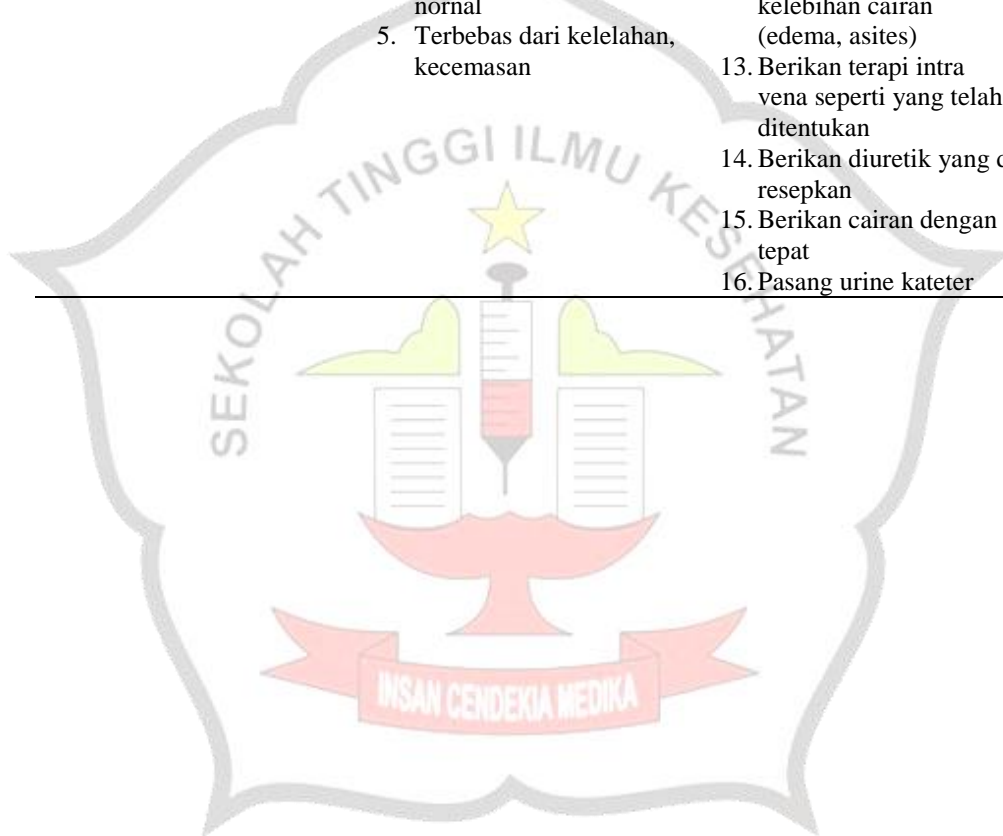 nornal
5. Terbebas dari kelelahan,
kecemasan
kelebihan cairan
(edema, asites)
13. Berikan terapi intra
vena seperti yang telah
ditentukan
14. Berikan diuretik yang d
resepkan
15. Berikan cairan dengan
tepat
16. Pasang urine kateter
SEKOLAH TINGGI ILMU KESEHATAN
INSAN CENDEKIA MEDIKA